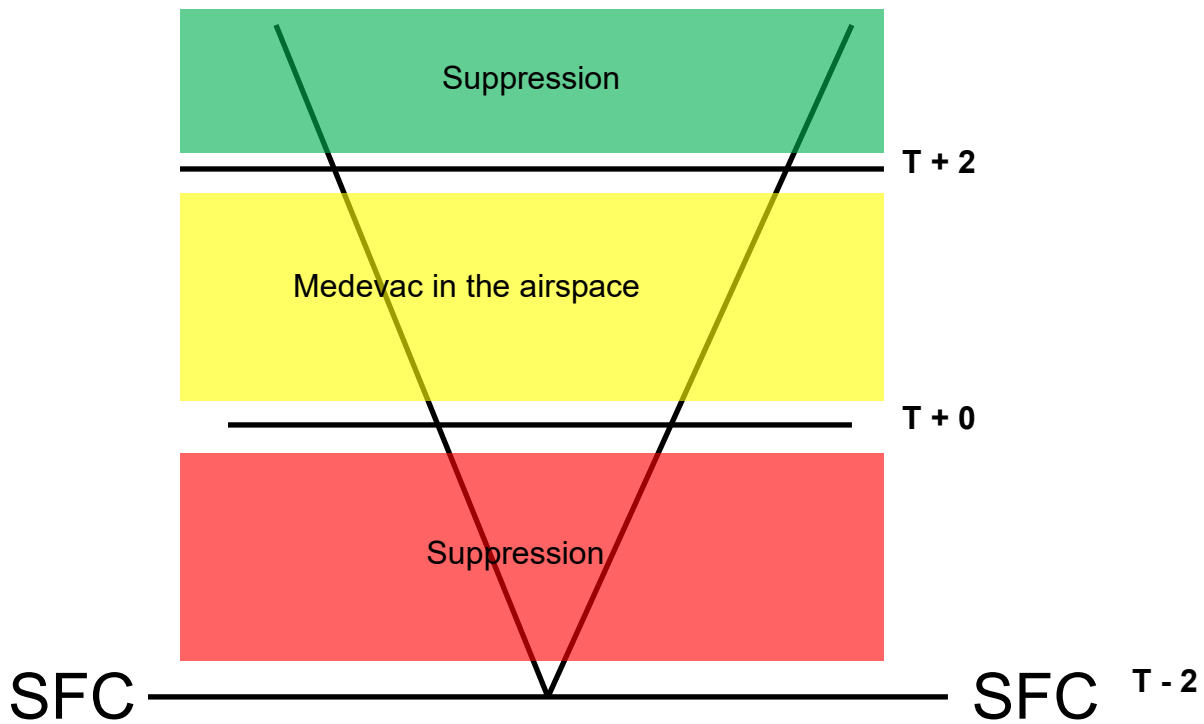 Suppression
T + 2
Medevac in the airspace
T + 0
Suppression
SFC
SFC
T - 2